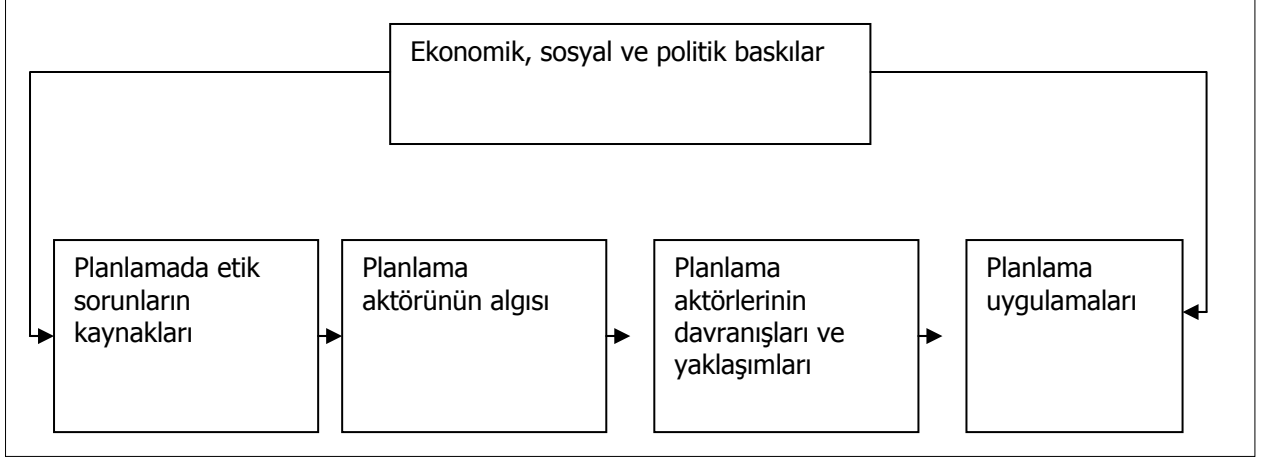 Ekonomik, sosyal ve politik baskılar
Planlamada etik
sorunların
kaynakları
Planlama
aktörünün algısı
Planlama
aktörlerinin
davranışları ve
yaklaşımları
Planlama
uygulamaları